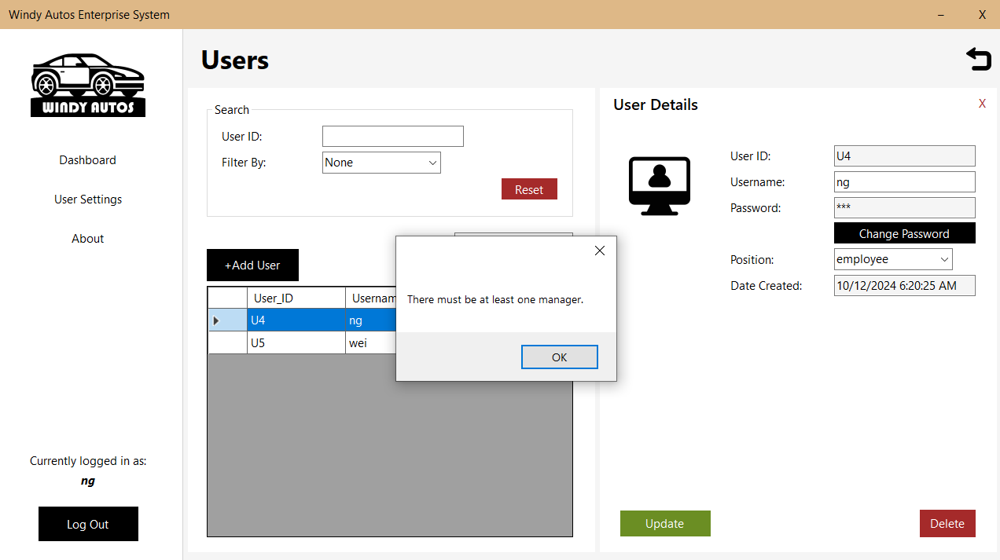 Windy Autos Enterprise System
– X
WINDY AUTOS
Dashboard
User Settings
About
Currently logged in as:
ng
Log Out
Users
Search
User ID:
Filter By: None
Reset
+Add User
User_ID Usernam
U4 ng
U5 wei
There must be at least one manager.
OK
User Details X
User ID: U4
Username: ng
Password: ***
Change Password
Position: employee
Date Created: 10/12/2024 6:20:25 AM
Update Delete